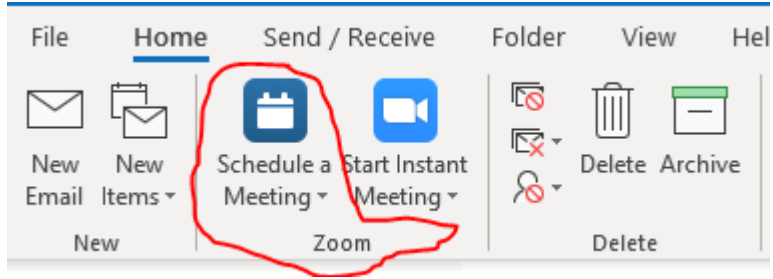 File Home Send / Receive Folder View Hel
New Email
New Items
Schedule a Meeting
Start Instant Meeting
Delete Archive
New Zoom Delete